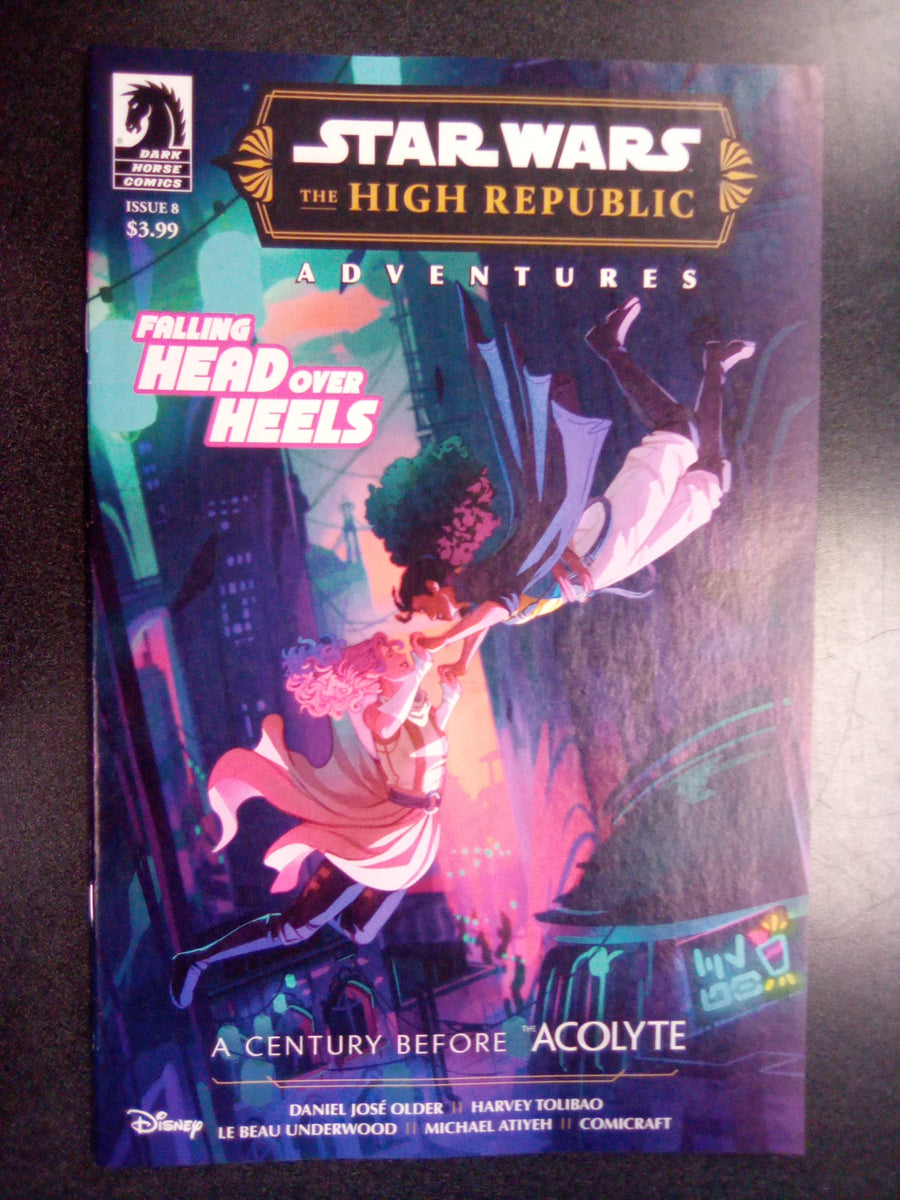 DARK
HORSE
COMICS
ISSUE 8
$3.99
STAR WARS
THE HIGH REPUBLIC
ADVENTURES
FALLING
HEAD OVER
HEELS
A CENTURY BEFORE THE ACOLYTE
DANIEL JOSÉ OLDER || HARVEY TOLIBAO
Disney
LE BEAU UNDERWOOD || MICHAEL ATIYEH || COMICRAFT